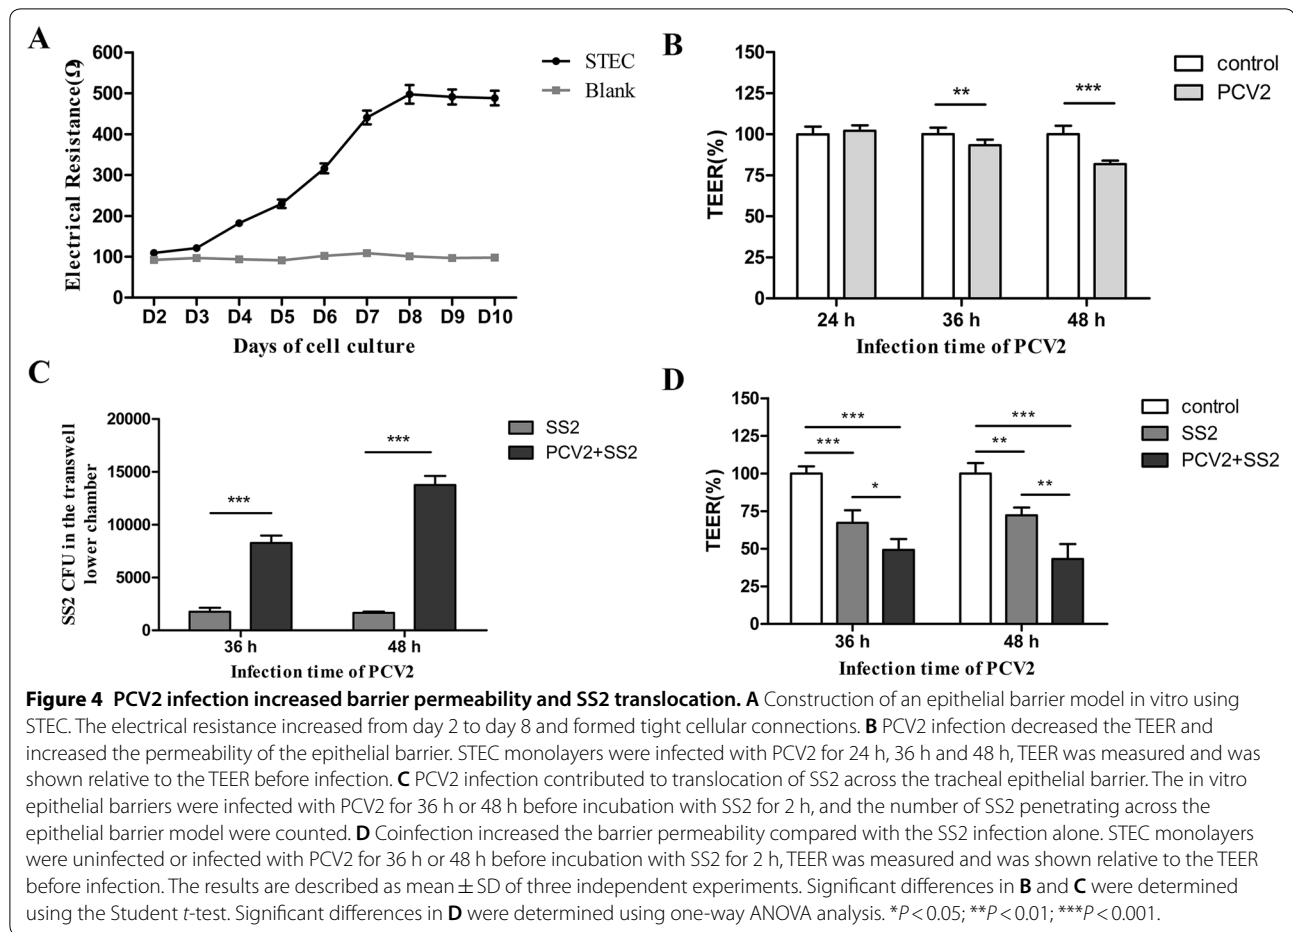 A
600
500
400
300
200
100
0
Electrical Resistance(Ω)
D2 D3 D4 D5 D6 D7 D8 D9 D10
Days of cell culture
STEC
Blank
B
150
125
100
75
50
25
0
TEER(%)
** ***
24 h 36 h 48 h
Infection time of PCV2
control
PCV2
C
20000
15000
10000
5000
0
SS2 CFU in the transwell
lower chamber
*** ***
36 h 48 h
Infection time of PCV2
SS2
PCV2+SS2
D
150
125
100
75
50
25
0
TEER(%)
*** ***
*** **
* **
36 h 48 h
Infection time of PCV2
control
SS2
PCV2+SS2
Figure 4 PCV2 infection increased barrier permeability and SS2 translocation. A Construction of an epithelial barrier model in vitro using
STEC. The electrical resistance increased from day 2 to day 8 and formed tight cellular connections. B PCV2 infection decreased the TEER and
increased the permeability of the epithelial barrier. STEC monolayers were infected with PCV2 for 24 h, 36 h and 48 h, TEER was measured and was
shown relative to the TEER before infection. C PCV2 infection contributed to translocation of SS2 across the tracheal epithelial barrier. The in vitro
epithelial barriers were infected with PCV2 for 36 h or 48 h before incubation with SS2 for 2 h, and the number of SS2 penetrating across the
epithelial barrier model were counted. D Coinfection increased the barrier permeability compared with the SS2 infection alone. STEC monolayers
were uninfected or infected with PCV2 for 36 h or 48 h before incubation with SS2 for 2 h, TEER was measured and was shown relative to the TEER
before infection. The results are described as mean ± SD of three independent experiments. Significant differences in B and C were determined
using the Student t-test. Significant differences in D were determined using one-way ANOVA analysis. *P < 0.05; **P < 0.01; ***P < 0.001.